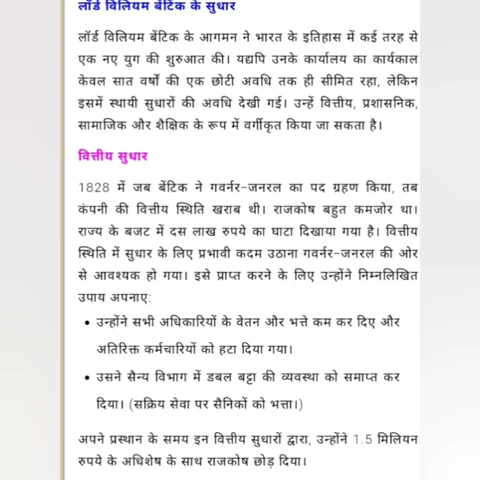 लॉर्ड विलियम बेंटिक के सुधार
लॉर्ड विलियम बेंटिक के आगमन ने भारत के इतिहास में कई तरह से
एक नए युग की शुरुआत की। यद्यपि उनके कार्यालय का कार्यकाल
केवल सात वर्षों की एक छोटी अवधि तक ही सीमित रहा, लेकिन
इसमें स्थायी सुधारों की अवधि देखी गई। उन्हें वित्तीय, प्रशासनिक,
सामाजिक और शैक्षिक के रूप में वर्गीकृत किया जा सकता है।
वित्तीय सुधार
1828 में जब बेंटिक ने गवर्नर-जनरल का पद ग्रहण किया, तब
कंपनी की वित्तीय स्थिति खराब थी। राजकोष बहुत कमजोर था।
राज्य के बजट में दस लाख रुपये का घाटा दिखाया गया है। वित्तीय
स्थिति में सुधार के लिए प्रभावी कदम उठाना गवर्नर-जनरल की ओर
से आवश्यक हो गया। इसे प्राप्त करने के लिए उन्होंने निम्नलिखित
उपाय अपनाए:
• उन्होंने सभी अधिकारियों के वेतन और भत्ते कम कर दिए और
अतिरिक्त कर्मचारियों को हटा दिया गया।
• उसने सैन्य विभाग में डबल बट्टा की व्यवस्था को समाप्त कर
दिया। (सक्रिय सेवा पर सैनिकों को भत्ता।)
अपने प्रस्थान के समय इन वित्तीय सुधारों द्वारा, उन्होंने 1.5 मिलियन
रुपये के अधिशेष के साथ राजकोष छोड़ दिया।